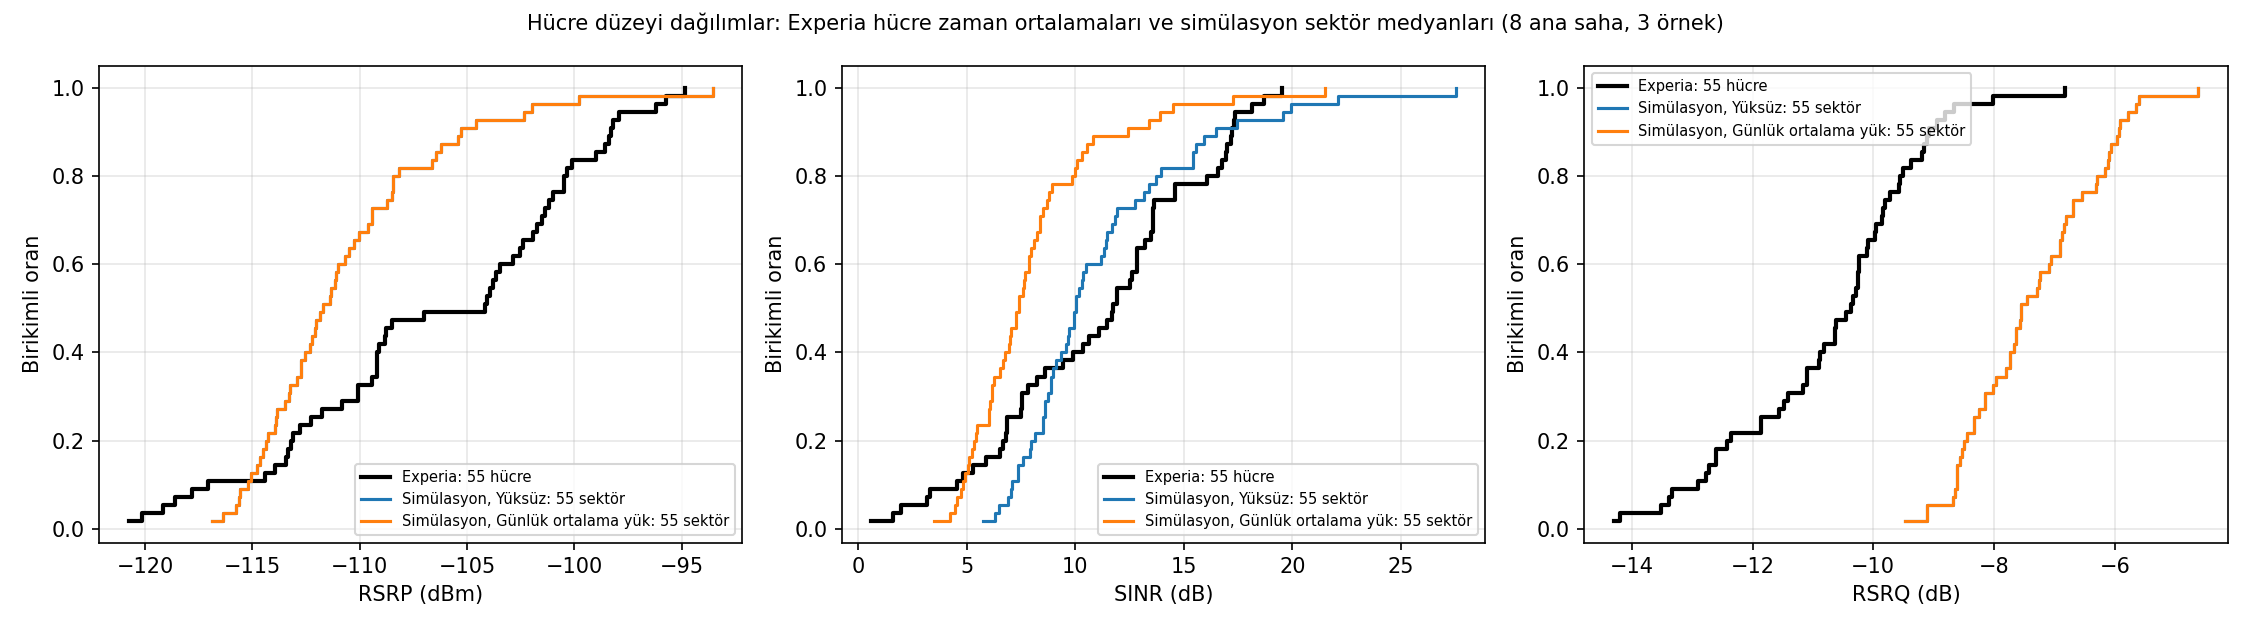 Hücre düzeyi dağılımlar: Experia hücre zaman ortalamaları ve simülasyon sektör medyanları (8 ana saha, 3 örnek)
Birikimli oran
1.0
0.8
0.6
0.4
0.2
0.0
Experia: 55 hücre
Simülasyon, Yüksüz: 55 sektör
Simülasyon, Günlük ortalama yük: 55 sektör
−120
−115
−110
−105
−100
−95
RSRP (dBm)
Birikimli oran
1.0
0.8
0.6
0.4
0.2
0.0
Experia: 55 hücre
Simülasyon, Yüksüz: 55 sektör
Simülasyon, Günlük ortalama yük: 55 sektör
0
5
10
15
20
25
SINR (dB)
Birikimli oran
1.0
0.8
0.6
0.4
0.2
0.0
Experia: 55 hücre
Simülasyon, Yüksüz: 55 sektör
Simülasyon, Günlük ortalama yük: 55 sektör
−14
−12
−10
−8
−6
RSRQ (dB)